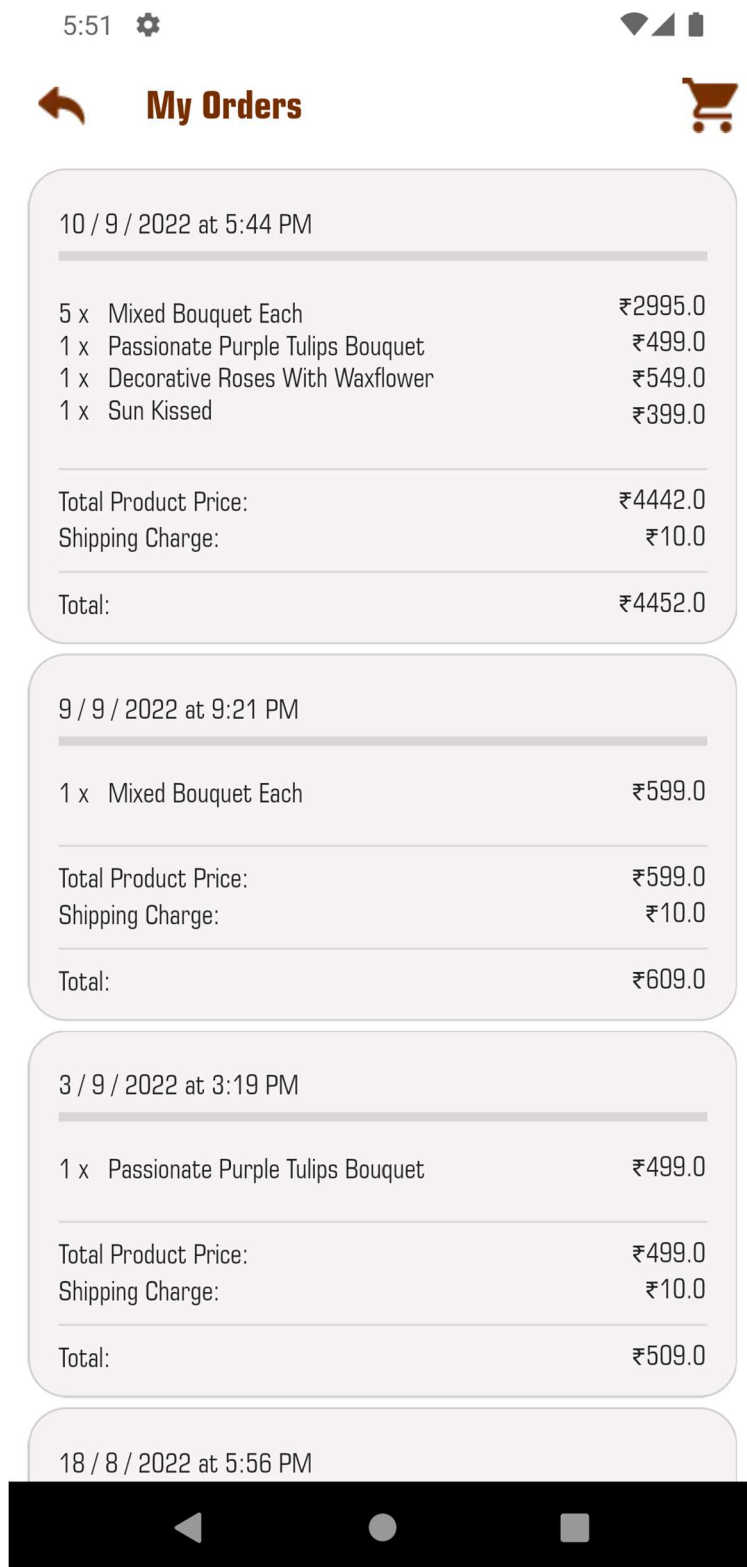 5:51
My Orders
10 / 9 / 2022 at 5:44 PM
5 x Mixed Bouquet Each ₹2995.0
1 x Passionate Purple Tulips Bouquet ₹499.0
1 x Decorative Roses With Waxflower ₹549.0
1 x Sun Kissed ₹399.0
Total Product Price: ₹4442.0
Shipping Charge: ₹10.0
Total: ₹4452.0
9 / 9 / 2022 at 9:21 PM
1 x Mixed Bouquet Each ₹599.0
Total Product Price: ₹599.0
Shipping Charge: ₹10.0
Total: ₹609.0
3 / 9 / 2022 at 3:19 PM
1 x Passionate Purple Tulips Bouquet ₹499.0
Total Product Price: ₹499.0
Shipping Charge: ₹10.0
Total: ₹509.0
18 / 8 / 2022 at 5:56 PM